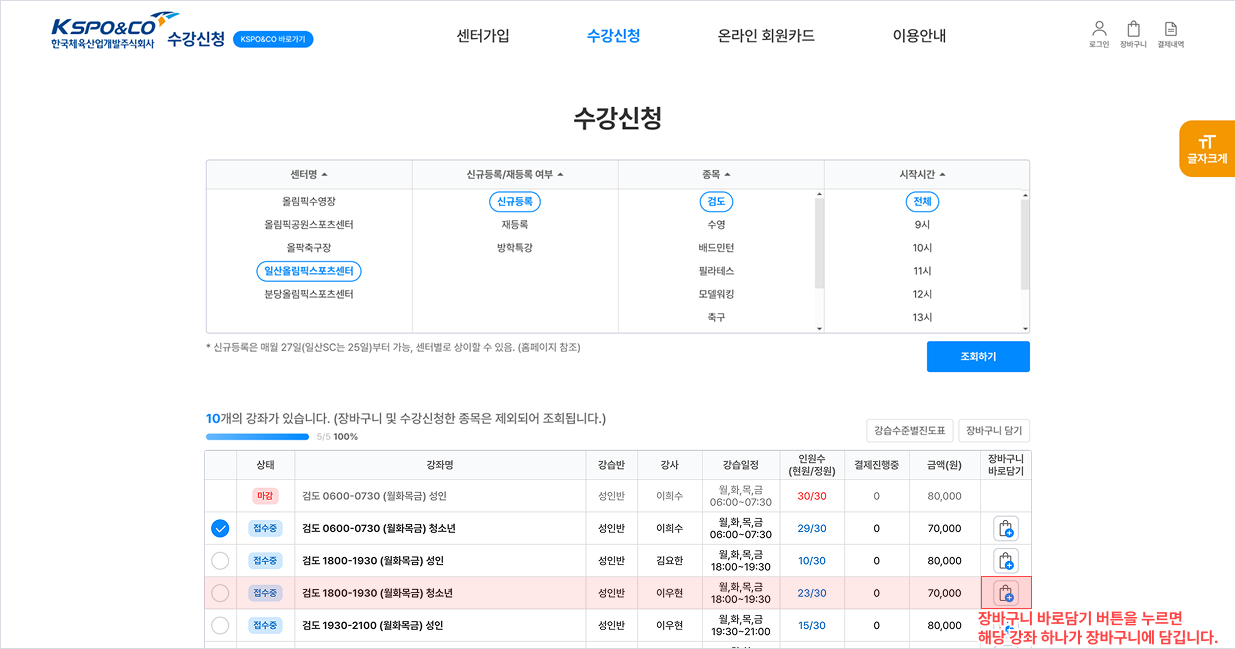 KSPO&CO
한국체육산업개발주식회사 수강신청 KSPO&CO 바로가기
센터가입 수강신청 온라인 회원카드 이용안내
로그인 장바구니 결제내역
수강신청
TT
글자크게
센터명 신규등록/재등록 여부 종목 시작시간
올림픽수영장 신규등록 검도 전체
올림픽공원스포츠센터 재등록 수영 9시
올팍축구장 방학특강 배드민턴 10시
일산올림픽스포츠센터 필라테스 11시
분당올림픽스포츠센터 모델워킹 12시
축구 13시
* 신규등록은 매월 27일(일산SC는 25일)부터 가능, 센터별로 상이할 수 있음. (홈페이지 참조)
조회하기
10개의 강좌가 있습니다. (장바구니 및 수강신청한 종목은 제외되어 조회됩니다.)
5/5 100%
강습수준별진도표 장바구니 담기
상태 강좌명 강습반 강사 강습일정 인원수 (현원/정원) 결제진행중 금액(원) 장바구니 바로담기
마감 검도 0600-0730 (월화목금) 성인 성인반 이희수 월,화,목,금 06:00~07:30 30/30 0 80,000
접수중 검도 0600-0730 (월화목금) 청소년 성인반 이희수 월,화,목,금 06:00~07:30 29/30 0 70,000
접수중 검도 1800-1930 (월화목금) 성인 성인반 김요한 월,화,목,금 18:00~19:30 10/30 0 80,000
접수중 검도 1800-1930 (월화목금) 청소년 성인반 이우현 월,화,목,금 18:00~19:30 23/30 0 70,000
접수중 검도 1930-2100 (월화목금) 성인 성인반 이우현 월,화,목,금 19:30~21:00 15/30 0 80,000
장바구니 바로담기 버튼을 누르면
해당 강좌 하나가 장바구니에 담깁니다.